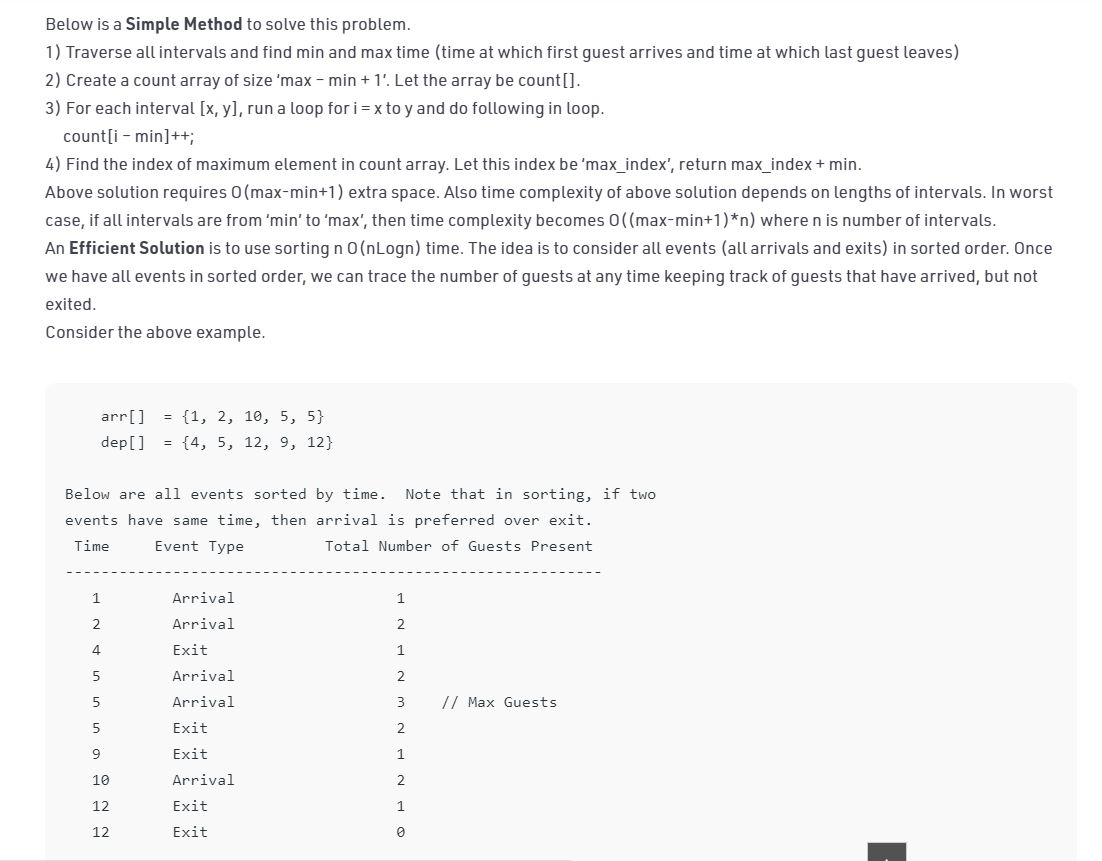 Below is a Simple Method to solve this problem.
1) Traverse all intervals and find min and max time (time at which first guest arrives and time at which last guest leaves)
2) Create a count array of size ‘max – min + 1’. Let the array be count[].
3) For each interval [x, y], run a loop for i = x to y and do following in loop.
count[i – min]++;
4) Find the index of maximum element in count array. Let this index be ‘max_index’, return max_index + min.
Above solution requires O(max-min+1) extra space. Also time complexity of above solution depends on lengths of intervals. In worst
case, if all intervals are from ‘min’ to ‘max’, then time complexity becomes O((max-min+1)*n) where n is number of intervals.
An Efficient Solution is to use sorting n O(nLogn) time. The idea is to consider all events (all arrivals and exits) in sorted order. Once
we have all events in sorted order, we can trace the number of guests at any time keeping track of guests that have arrived, but not
exited.
Consider the above example.
arr[]  = {1, 2, 10, 5, 5}
dep[]  = {4, 5, 12, 9, 12}
Below are all events sorted by time.  Note that in sorting, if two
events have same time, then arrival is preferred over exit.
Time     Event Type         Total Number of Guests Present
------------------------------------------------------------
1        Arrival                  1
2        Arrival                  2
4        Exit                     1
5        Arrival                  2
5        Arrival                  3    // Max Guests
5        Exit                     2
9        Exit                     1
10       Arrival                  2
12       Exit                     1
12       Exit                     0